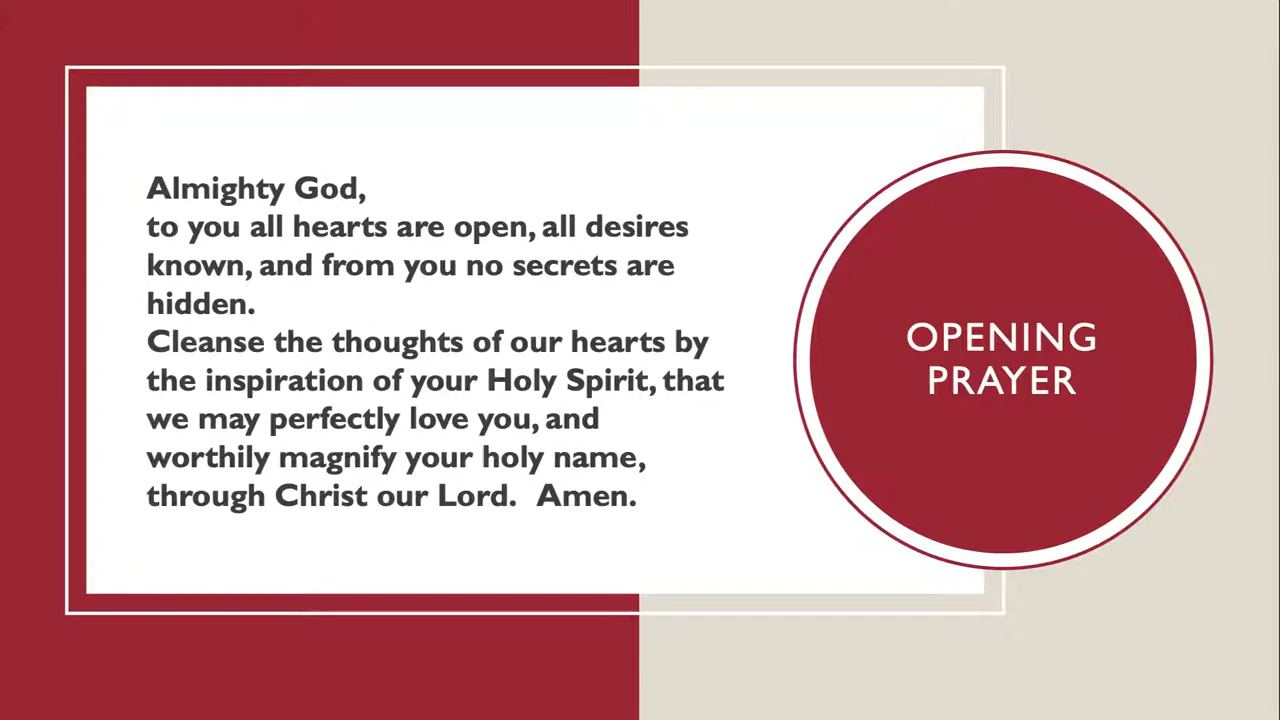 Almighty God,
to you all hearts are open, all desires
known, and from you no secrets are
hidden.
Cleanse the thoughts of our hearts by
the inspiration of your Holy Spirit, that
we may perfectly love you, and
worthily magnify your holy name,
through Christ our Lord.  Amen.
OPENING
PRAYER